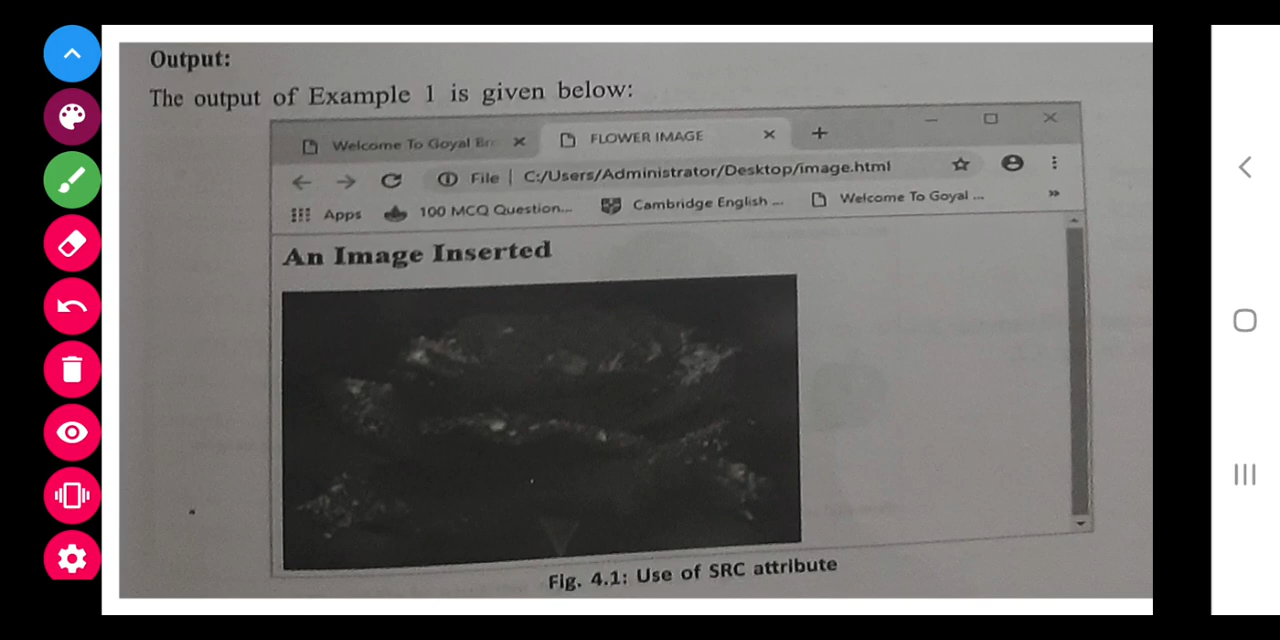 Output:
The output of Example 1 is given below:
Welcome To Goyal Br
FLOWER IMAGE
File | C:/Users/Administrator/Desktop/image.html
Apps
100 MCQ Question...
Cambridge English ...
Welcome To Goyal ...
An Image Inserted
Fig. 4.1: Use of SRC attribute